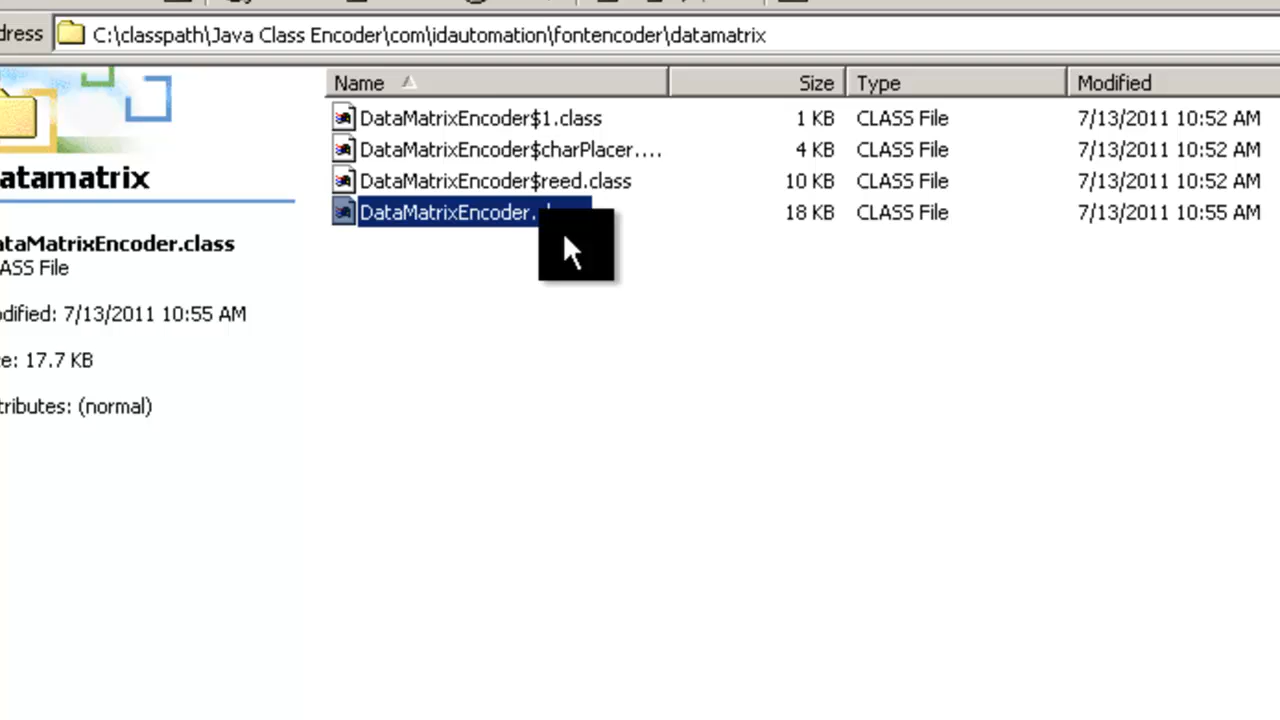 dress C:\classpath\Java Class Encoder\com\idautomation\fontencoder\datamatrix
Name Size Type Modified
DataMatrixEncoder$1.class 1 KB CLASS File 7/13/2011 10:52 AM
DataMatrixEncoder$charPlacer.... 4 KB CLASS File 7/13/2011 10:52 AM
DataMatrixEncoder$reed.class 10 KB CLASS File 7/13/2011 10:52 AM
DataMatrixEncoder. 18 KB CLASS File 7/13/2011 10:55 AM
atamatrix
ataMatrixEncoder.class
ASS File
odified: 7/13/2011 10:55 AM
e: 17.7 KB
tributes: (normal)